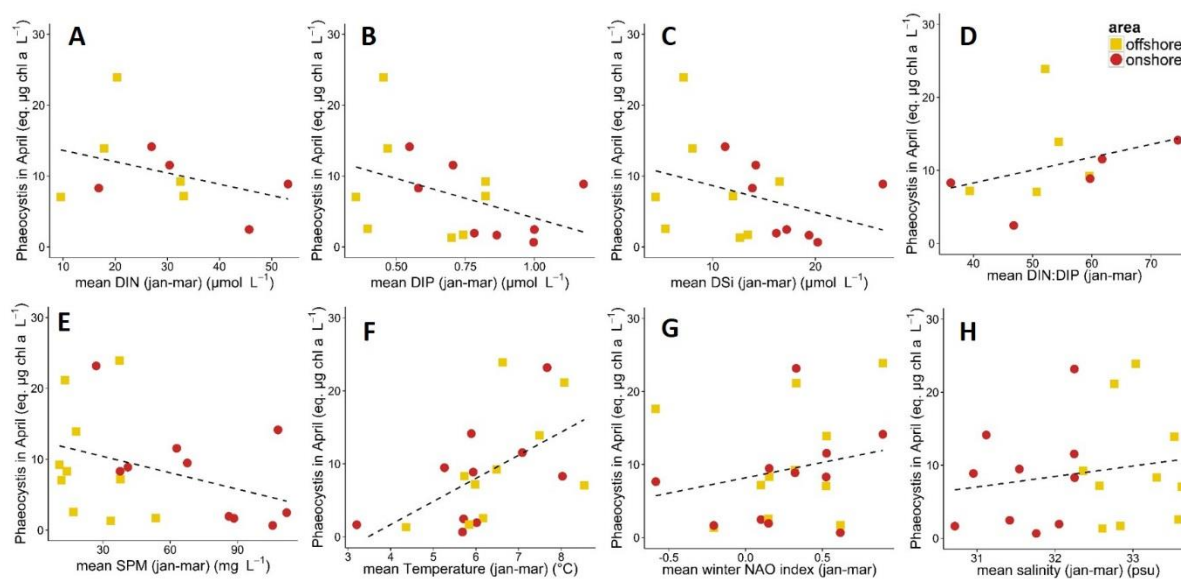 A
Phaeocystis in April (eq. µg chl a L⁻¹)
30
20
10
0
10 20 30 40 50
mean DIN (jan-mar) (µmol L⁻¹)
B
Phaeocystis in April (eq. µg chl a L⁻¹)
30
20
10
0
0.50 0.75 1.00
mean DIP (jan-mar) (µmol L⁻¹)
C
Phaeocystis in April (eq. µg chl a L⁻¹)
30
20
10
0
10 20
mean DSi (jan-mar) (µmol L⁻¹)
D
Phaeocystis in April (eq. µg chl a L⁻¹)
30
20
10
0
40 50 60 70
mean DIN:DIP (jan-mar)
area
offshore
onshore
E
Phaeocystis in April (eq. µg chl a L⁻¹)
30
20
10
0
30 60 90
mean SPM (jan-mar) (mg L⁻¹)
F
Phaeocystis in April (eq. µg chl a L⁻¹)
30
20
10
0
3 4 5 6 7 8
mean Temperature (jan-mar) (°C)
G
Phaeocystis in April (eq. µg chl a L⁻¹)
30
20
10
0
-0.5 0.0 0.5
mean winter NAO index (jan-mar)
H
Phaeocystis in April (eq. µg chl a L⁻¹)
30
20
10
0
31 32 33
mean salinity (jan-mar) (psu)